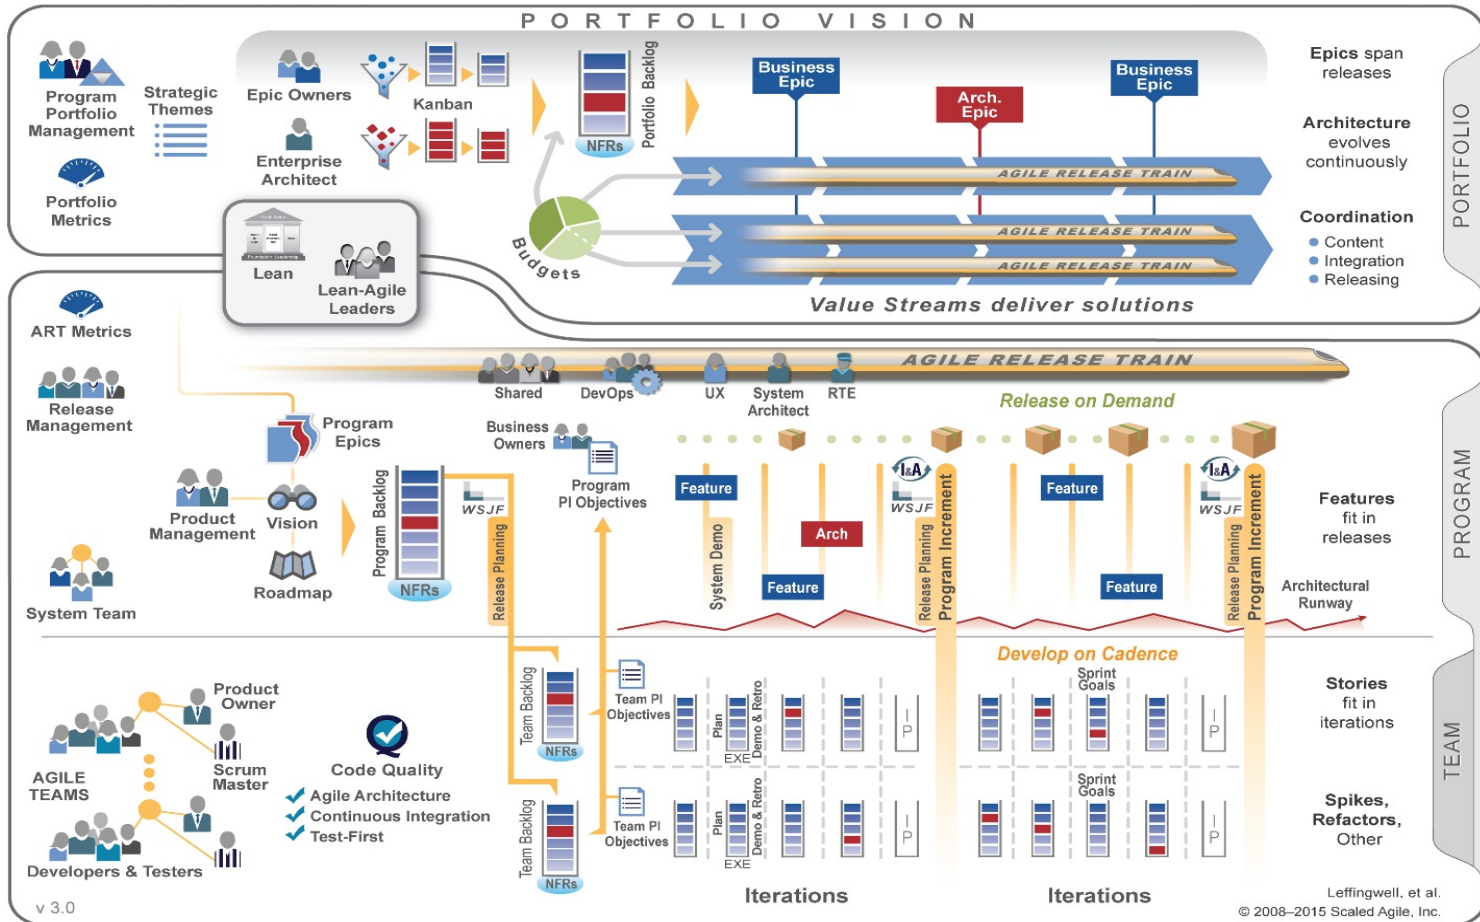 PORTFOLIO VISION
Program
Portfolio
Management
Strategic
Themes
Portfolio
Metrics
Epic Owners
Enterprise
Architect
Kanban
Portfolio Backlog
NFRs
Budgets
Business
Epic
Arch.
Epic
Business
Epic
AGILE RELEASE TRAIN
AGILE RELEASE TRAIN
AGILE RELEASE TRAIN
Value Streams deliver solutions
Epics span
releases
Architecture
evolves
continuously
Coordination
Content
Integration
Releasing
PORTFOLIO
Lean
Lean-Agile
Leaders
ART Metrics
Release
Management
AGILE RELEASE TRAIN
Shared
DevOps
UX
System
Architect
RTE
Release on Demand
Program
Epics
Business
Owners
Program
PI Objectives
Product
Management
Vision
Roadmap
System Team
Program Backlog
NFRs
WSJF
Release Planning
Feature
System Demo
Feature
Arch
I&A
WSJF
Release Planning
Program Increment
Feature
Feature
I&A
WSJF
Release Planning
Program Increment
Features
fit in
releases
Architectural
Runway
PROGRAM
Develop on Cadence
AGILE
TEAMS
Product
Owner
Scrum
Master
Developers & Testers
Code Quality
Agile Architecture
Continuous Integration
Test-First
Team Backlog
NFRs
Team PI
Objectives
Plan
EXE
Demo & Retro
I
P
Sprint
Goals
I
P
Stories
fit in
iterations
Team Backlog
NFRs
Team PI
Objectives
Plan
EXE
Demo & Retro
I
P
Sprint
Goals
I
P
Spikes,
Refactors,
Other
TEAM
Iterations
Iterations
v 3.0
Leffingwell, et al.
© 2008–2015 Scaled Agile, Inc.